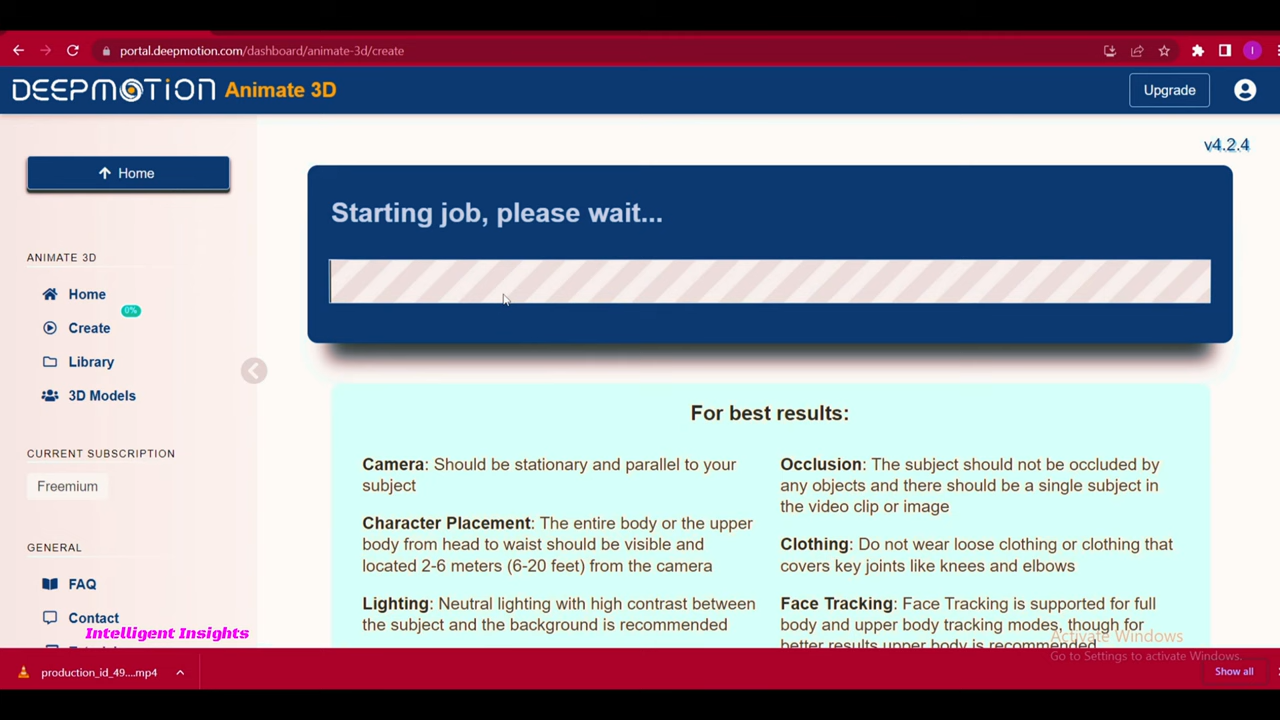 portal.deepmotion.com/dashboard/animate-3d/create
DEEPMOTION Animate 3D
Upgrade
v4.2.4
Home
Starting job, please wait...
ANIMATE 3D
Home
0%
Create
Library
3D Models
CURRENT SUBSCRIPTION
Freemium
GENERAL
FAQ
Contact
Intelligent Insights
For best results:
Camera: Should be stationary and parallel to your
subject
Character Placement: The entire body or the upper
body from head to waist should be visible and
located 2-6 meters (6-20 feet) from the camera
Lighting: Neutral lighting with high contrast between
the subject and the background is recommended
Occlusion: The subject should not be occluded by
any objects and there should be a single subject in
the video clip or image
Clothing: Do not wear loose clothing or clothing that
covers key joints like knees and elbows
Face Tracking: Face Tracking is supported for full
body and upper body tracking modes, though for
better results upper body is recommended
Activate Windows
Go to Settings to activate Windows.
production_id_49....mp4
Show all